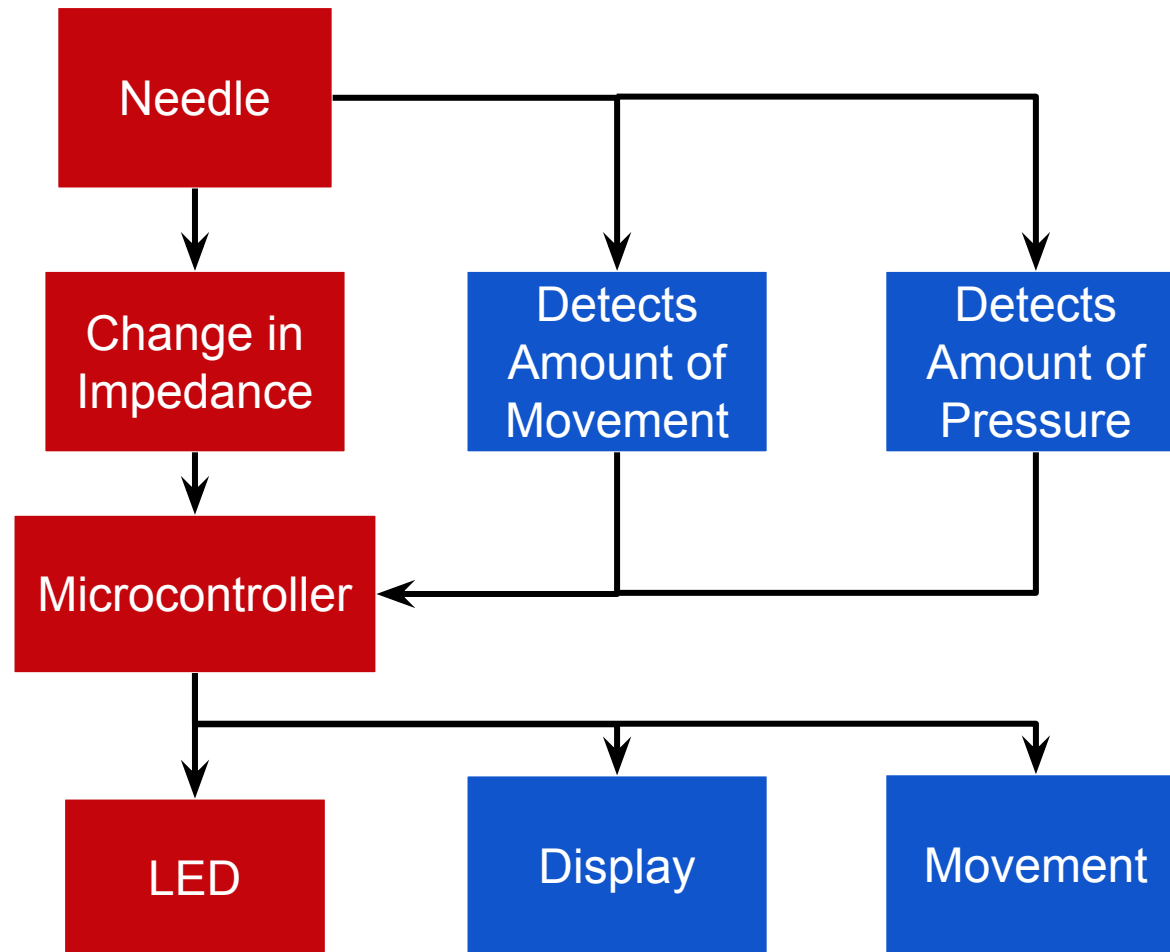 Needle
Change in
Impedance
Detects
Amount of
Movement
Detects
Amount of
Pressure
Microcontroller
LED
Display
Movement